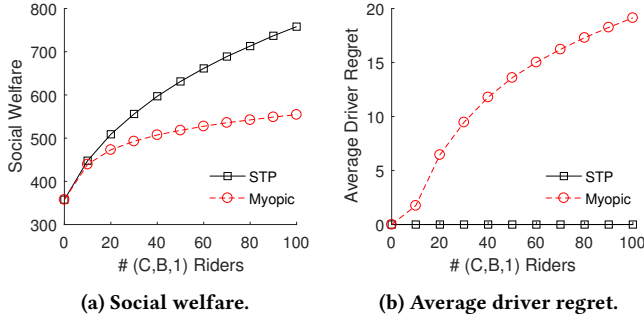 800
700
600
500
400
300
Social Welfare
STP
Myopic
0 20 40 60 80 100
# (C,B,1) Riders
(a) Social welfare.
20
15
10
5
0
Average Driver Regret
STP
Myopic
0 20 40 60 80 100
# (C,B,1) Riders
(b) Average driver regret.